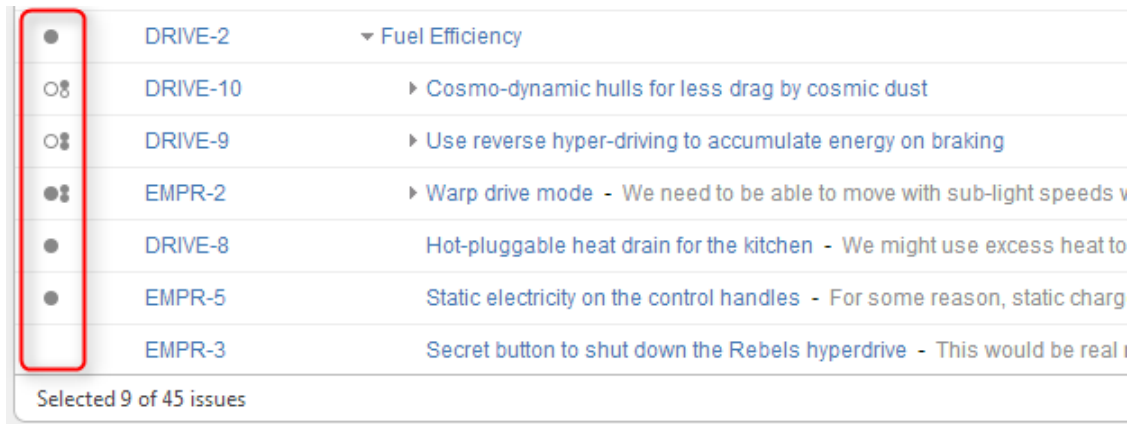 DRIVE-2 Fuel Efficiency
DRIVE-10 Cosmo-dynamic hulls for less drag by cosmic dust
DRIVE-9 Use reverse hyper-driving to accumulate energy on braking
EMPR-2 Warp drive mode - We need to be able to move with sub-light speeds
DRIVE-8 Hot-pluggable heat drain for the kitchen - We might use excess heat to
EMPR-5 Static electricity on the control handles - For some reason, static charg
EMPR-3 Secret button to shut down the Rebels hyperdrive - This would be real
Selected 9 of 45 issues